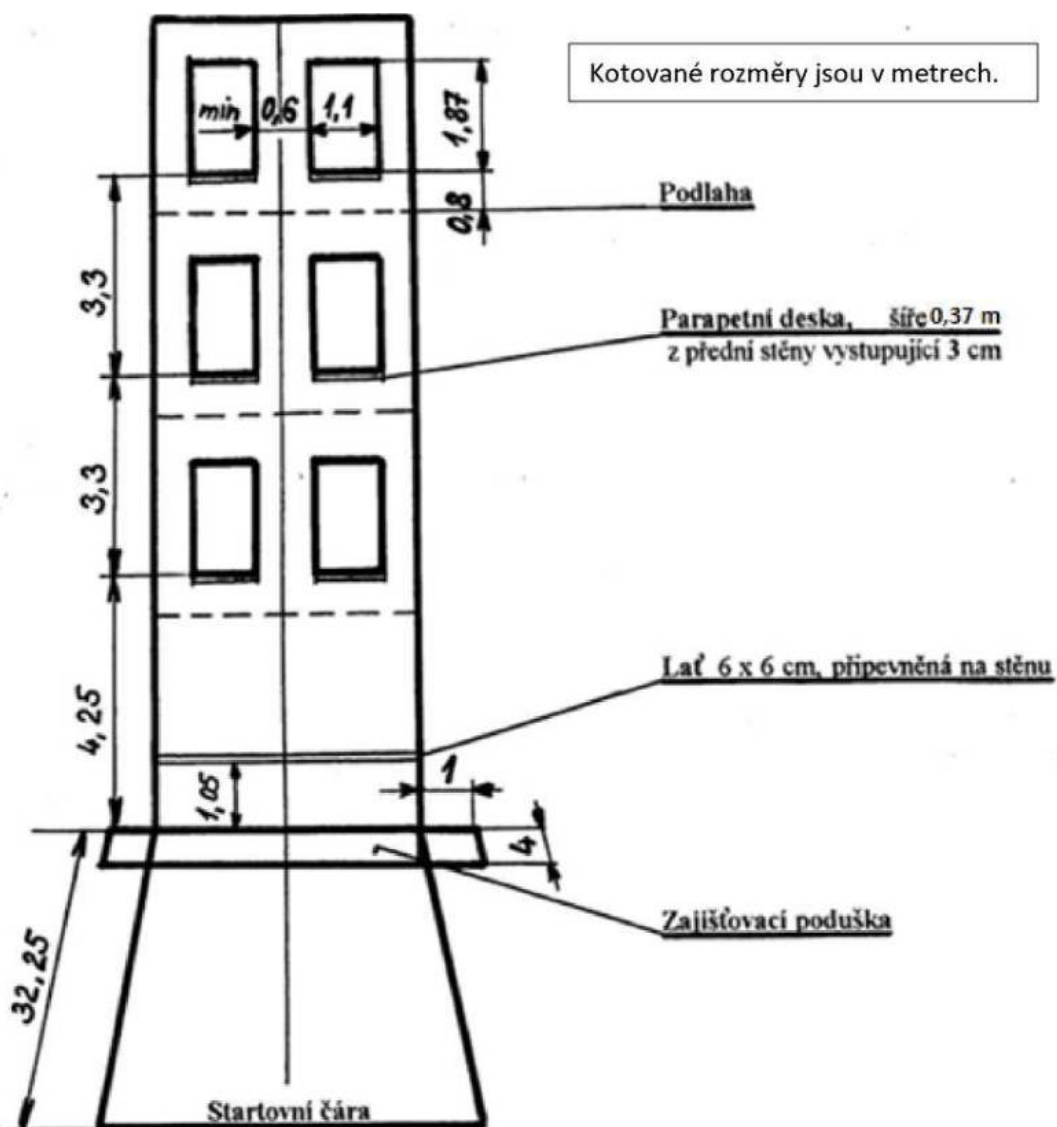 Kotované rozměry jsou v metrech.
min 0,6 1,1
1,87
Podlaha
0,8
3,3
Parapetní deska, šíře 0,37 m
z přední stěny vystupující 3 cm
3,3
Lať 6 x 6 cm, připevněná na stěnu
4,25
1
1,05
4
Zajišťovací poduška
32,25
Startovní čára